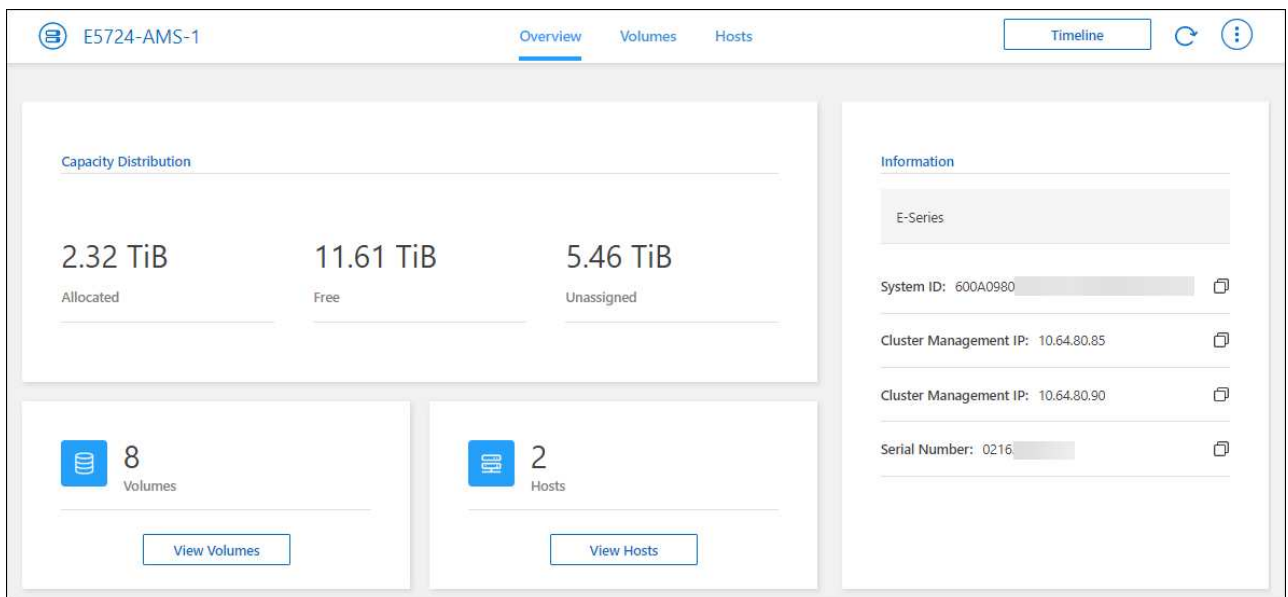 E5724-AMS-1
Overview
Volumes
Hosts
Timeline
Capacity Distribution
2.32 TiB
11.61 TiB
5.46 TiB
Allocated
Free
Unassigned
8
Volumes
View Volumes
2
Hosts
View Hosts
Information
E-Series
System ID: 600A0980
Cluster Management IP: 10.64.80.85
Cluster Management IP: 10.64.80.90
Serial Number: 0216